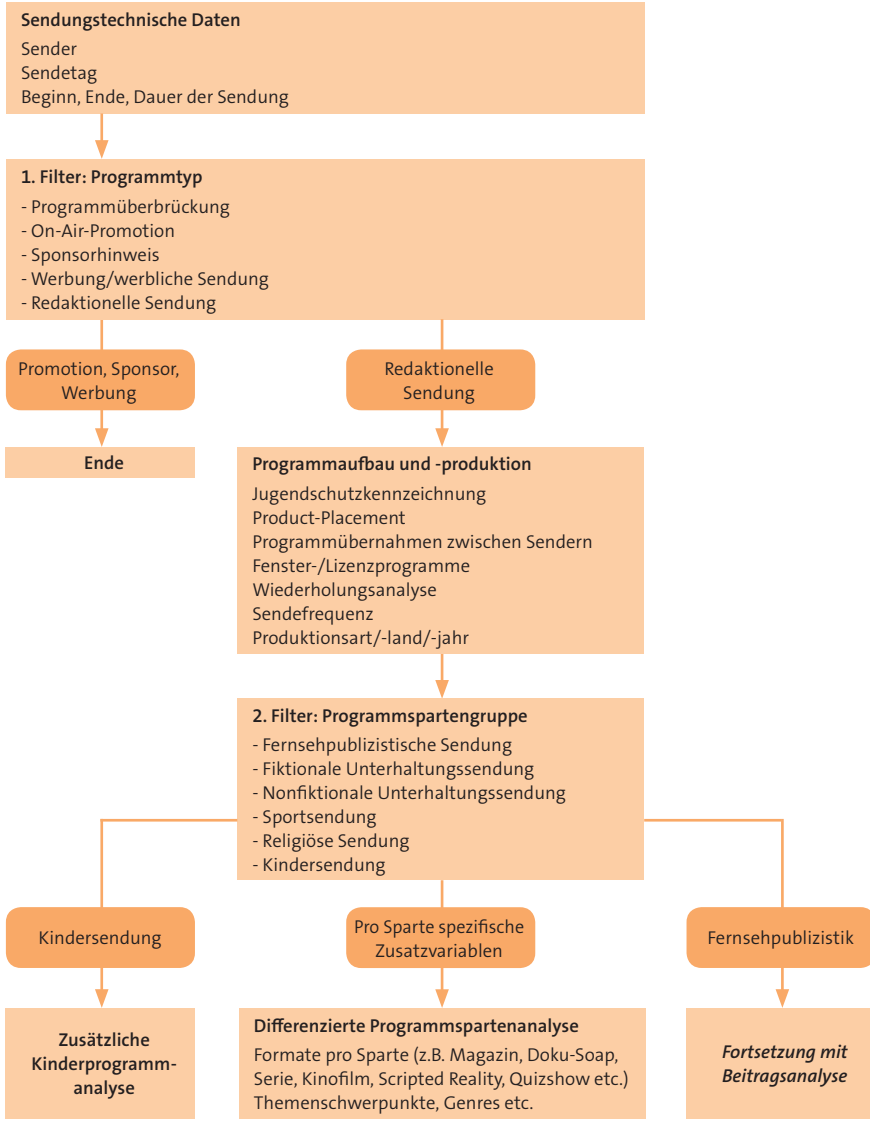 Sendungstechnische Daten
Sender
Sendetag
Beginn, Ende, Dauer der Sendung
1. Filter: Programmtyp
- Programmüberbrückung
- On-Air-Promotion
- Sponsorhinweis
- Werbung/werbliche Sendung
- Redaktionelle Sendung
Promotion, Sponsor,
Werbung
Redaktionelle
Sendung
Ende
Programmaufbau und -produktion
Jugendschutzkennzeichnung
Product-Placement
Programmübernahmen zwischen Sendern
Fenster-/Lizenzprogramme
Wiederholungsanalyse
Sendefrequenz
Produktionsart/-land/-jahr
2. Filter: Programmspartengruppe
- Fernsehpublizistische Sendung
- Fiktionale Unterhaltungssendung
- Nonfiktionale Unterhaltungssendung
- Sportsendung
- Religiöse Sendung
- Kindersendung
Kindersendung
Pro Sparte spezifische
Zusatzvariablen
Fernsehpublizistik
Zusätzliche
Kinderprogramm-
analyse
Differenzierte Programmspartenanalyse
Formate pro Sparte (z.B. Magazin, Doku-Soap,
Serie, Kinofilm, Scripted Reality, Quizshow etc.)
Themenschwerpunkte, Genres etc.
Fortsetzung mit
Beitragsanalyse